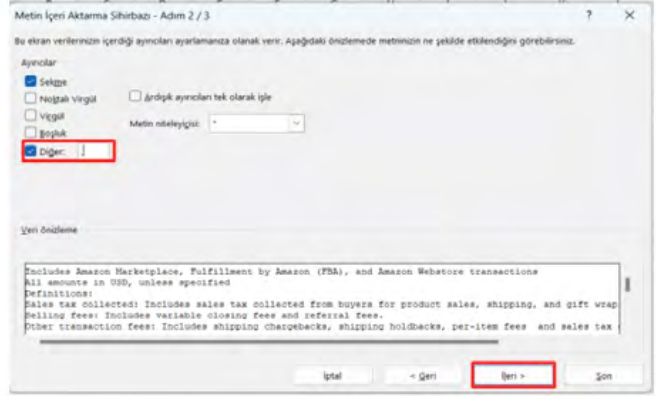 Metin İçeri Aktarma Sihirbazı - Adım 2 / 3
? ×
Bu ekran verilerinizin içerdiği ayırıcıları ayarlamanıza olanak verir. Aşağıdaki önizlemede metninizin ne şekilde etkilendiğini görebilirsiniz.
Ayırıcılar
Sekme
Noktalı Virgül
Ardışık ayırıcıları tek olarak işle
Virgül
Metin niteleyicisi: "
Boşluk
Diğer:
Veri önizleme
Includes Amazon Marketplace, Fulfillment by Amazon (FBA), and Amazon Webstore transactions
All amounts in USD, unless specified
Definitions:
Sales tax collected: Includes sales tax collected from buyers for product sales, shipping, and gift wrap
Selling fees: Includes variable closing fees and referral fees.
Other transaction fees: Includes shipping chargebacks, shipping holdbacks, per-item fees and sales tax
İptal
< Geri
İleri >
Son